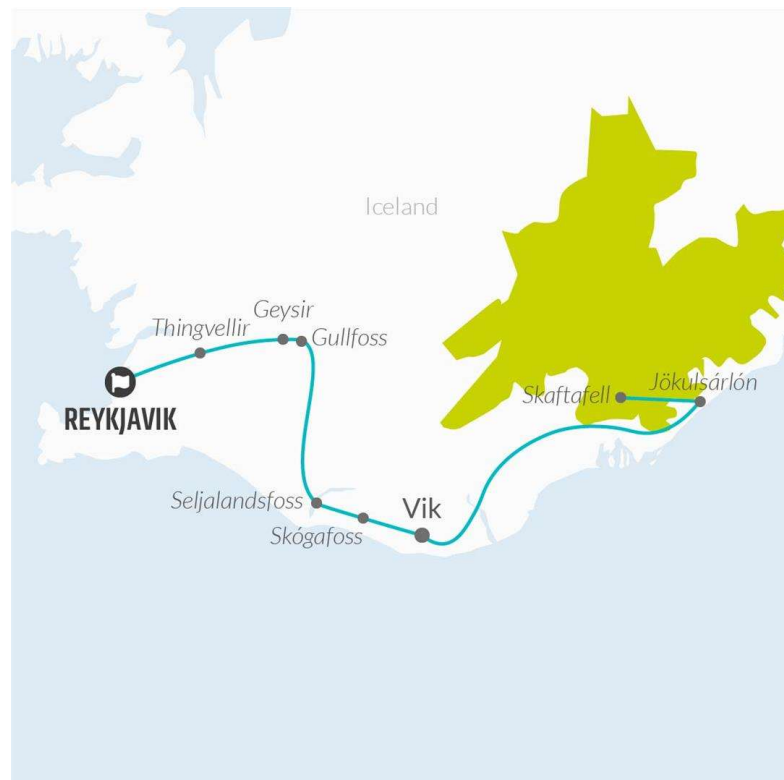 Iceland
Geysir
Thingvellir
Gullfoss
REYKJAVIK
Skaftafell
Jökulsárlón
Seljalandsfoss
Vik
Skógafoss